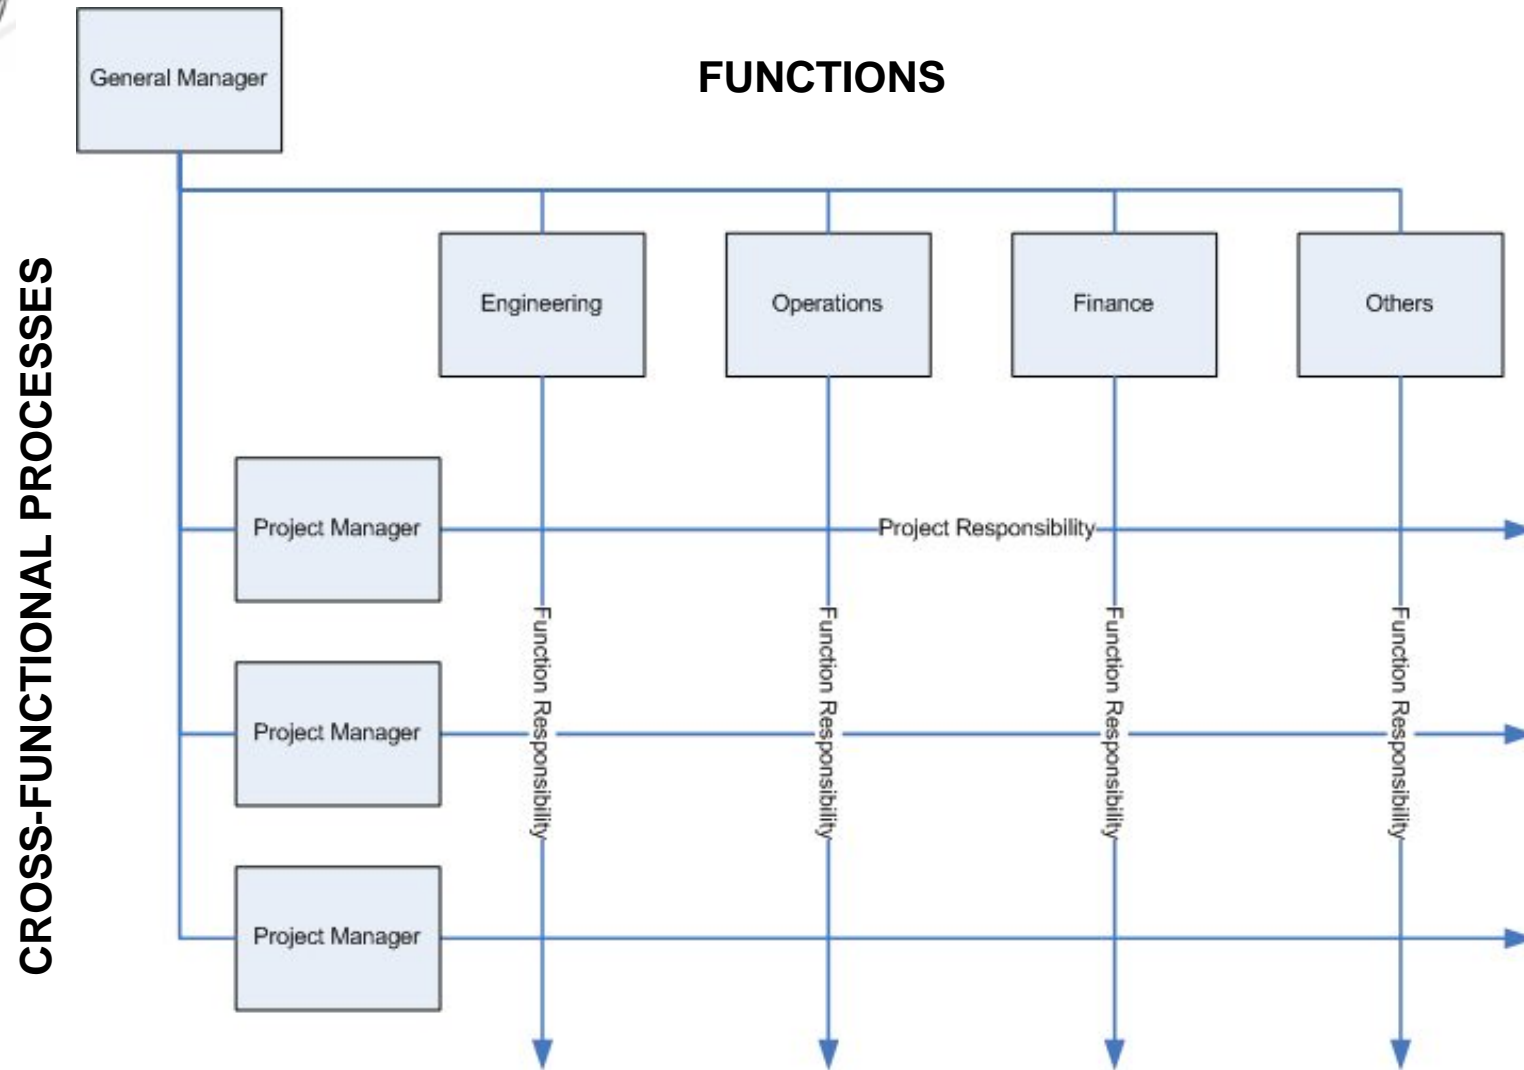 General Manager
FUNCTIONS
CROSS-FUNCTIONAL PROCESSES
Engineering
Operations
Finance
Others
Project Manager
Project Responsibility
Function Responsibility
Function Responsibility
Function Responsibility
Function Responsibility
Project Manager
Project Manager